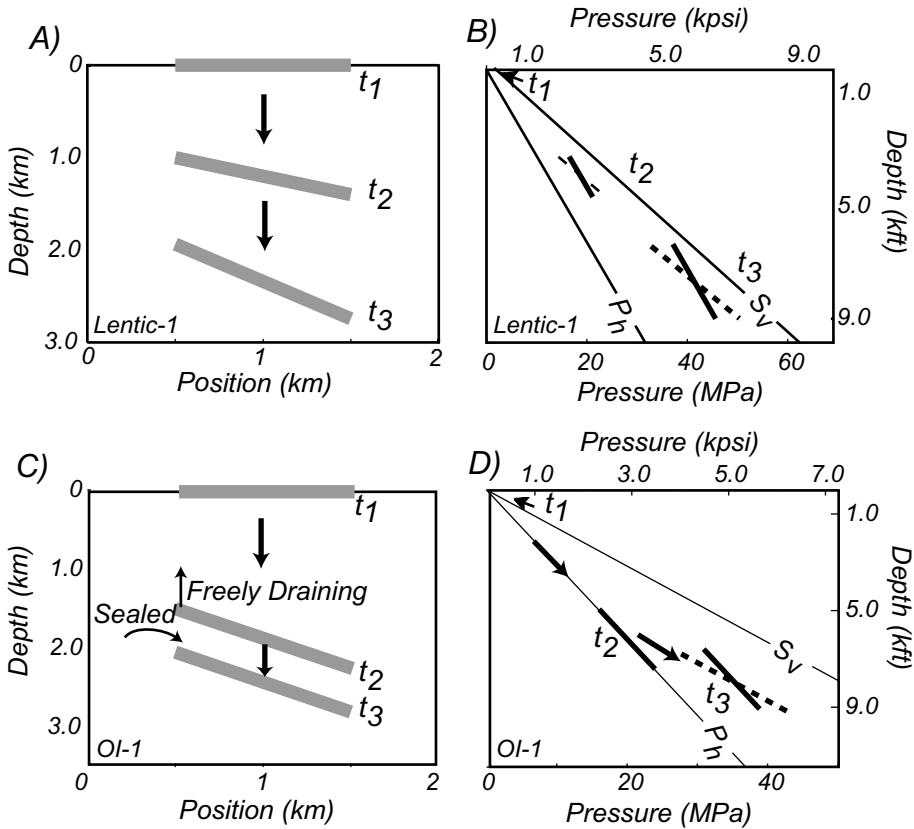 A)
0
t1
1.0
t2
2.0
t3
3.0
Lentic-1
0
1
2
Depth (km)
Position (km)
B)
Pressure (kpsi)
1.0
5.0
9.0
t1
1.0
t2
5.0
t3
Sv
Ph
9.0
Lentic-1
0
20
40
60
Depth (kft)
Pressure (MPa)
C)
0
t1
1.0
Freely Draining
Sealed
2.0
t2
t3
3.0
OI-1
0
1
2
Depth (km)
Position (km)
D)
Pressure (kpsi)
1.0
3.0
5.0
7.0
t1
1.0
5.0
t2
Sv
t3
9.0
Ph
OI-1
0
20
40
Depth (kft)
Pressure (MPa)